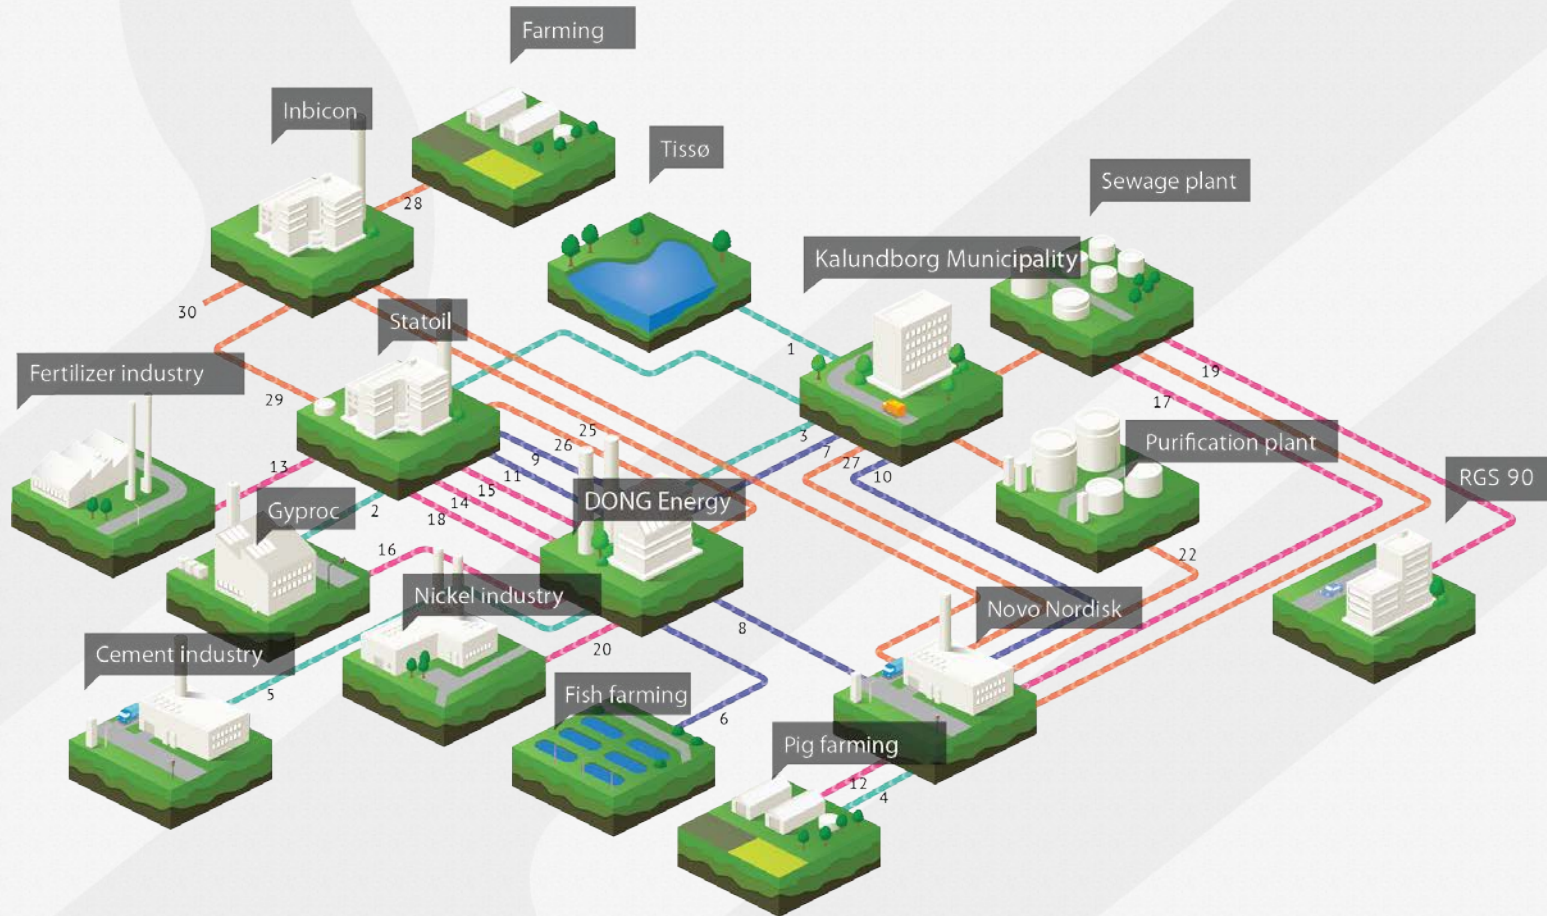 Farming
Inbicon
Tissø
Sewage plant
28
Kalundborg Municipality
30
Statoil
1
19
Fertilizer industry
29
17
25
3
26
7
Purification plant
9
27
13
11
10
RGS 90
15
14
DONG Energy
Gyproc
2
18
16
22
Nickel industry
Novo Nordisk
8
20
Cement industry
5
Fish farming
6
Pig farming
12
4